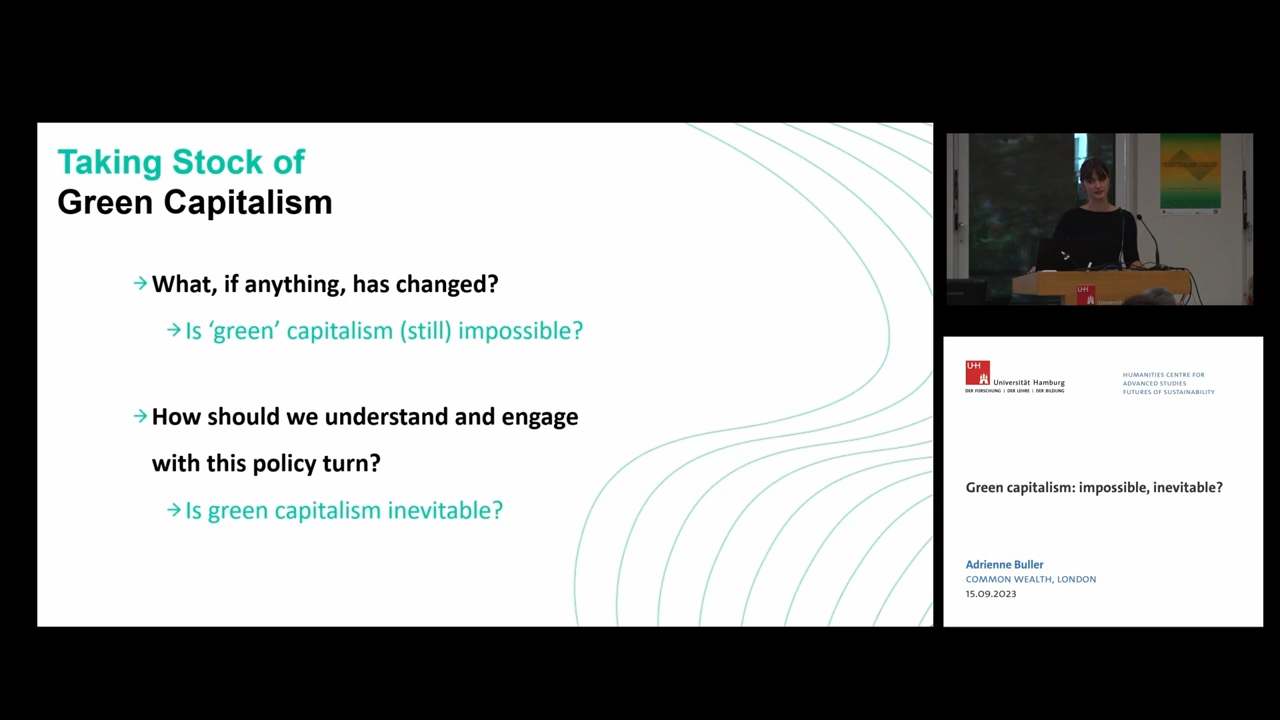 Taking Stock of
Green Capitalism
→ What, if anything, has changed?
→ Is ‘green’ capitalism (still) impossible?
→ How should we understand and engage
with this policy turn?
→ Is green capitalism inevitable?
UH
Universität Hamburg
DER FORSCHUNG | DER LEHRE | DER BILDUNG
HUMANITIES CENTRE FOR
ADVANCED STUDIES
FUTURES OF SUSTAINABILITY
Green capitalism: impossible, inevitable?
Adrienne Buller
COMMON WEALTH, LONDON
15.09.2023